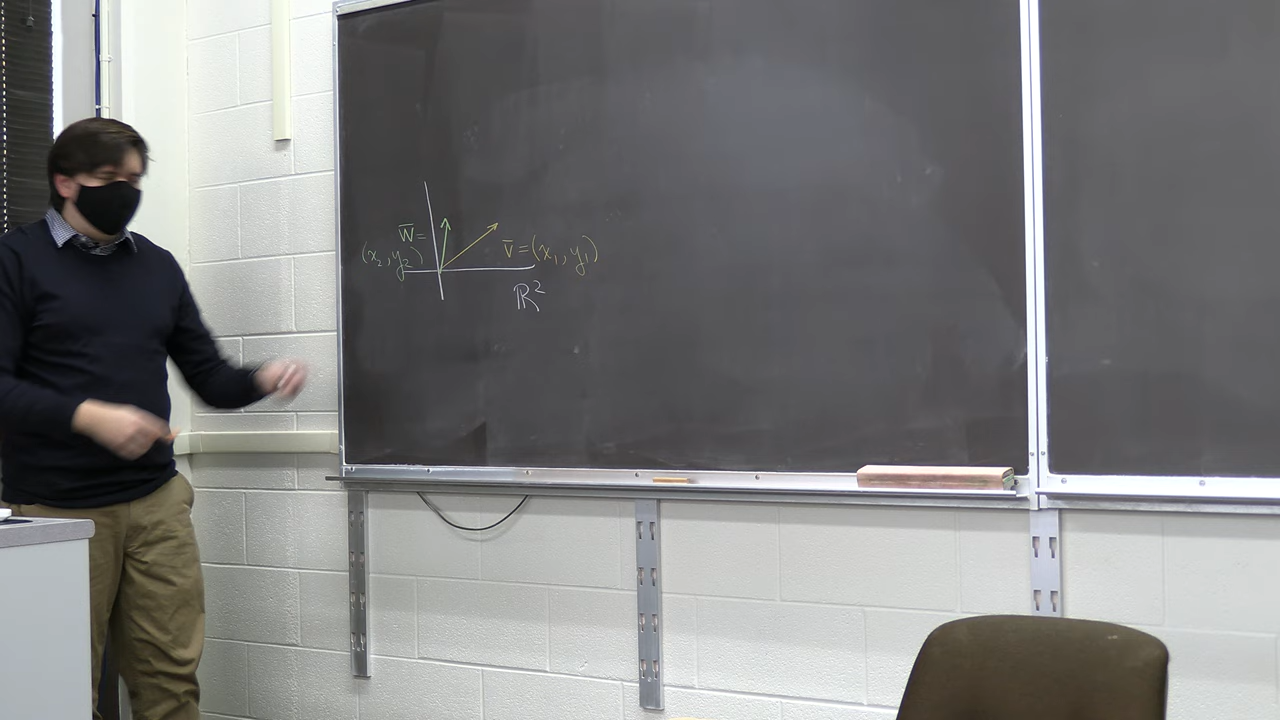 w̅ =
(x₂, y₂)
v̅ = (x₁, y₁)
ℝ²